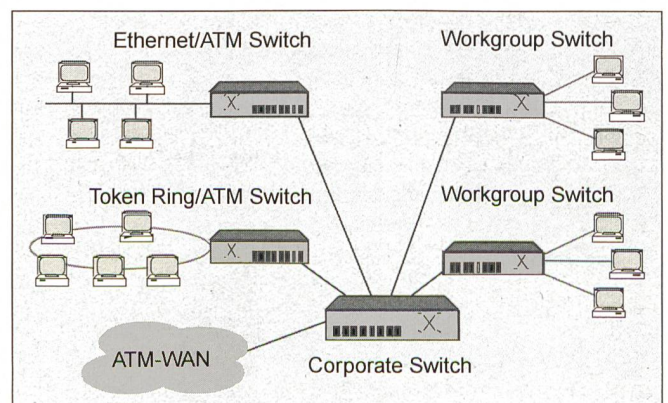 Ethernet/ATM Switch
Workgroup Switch
Token Ring/ATM Switch
Workgroup Switch
ATM-WAN
Corporate Switch